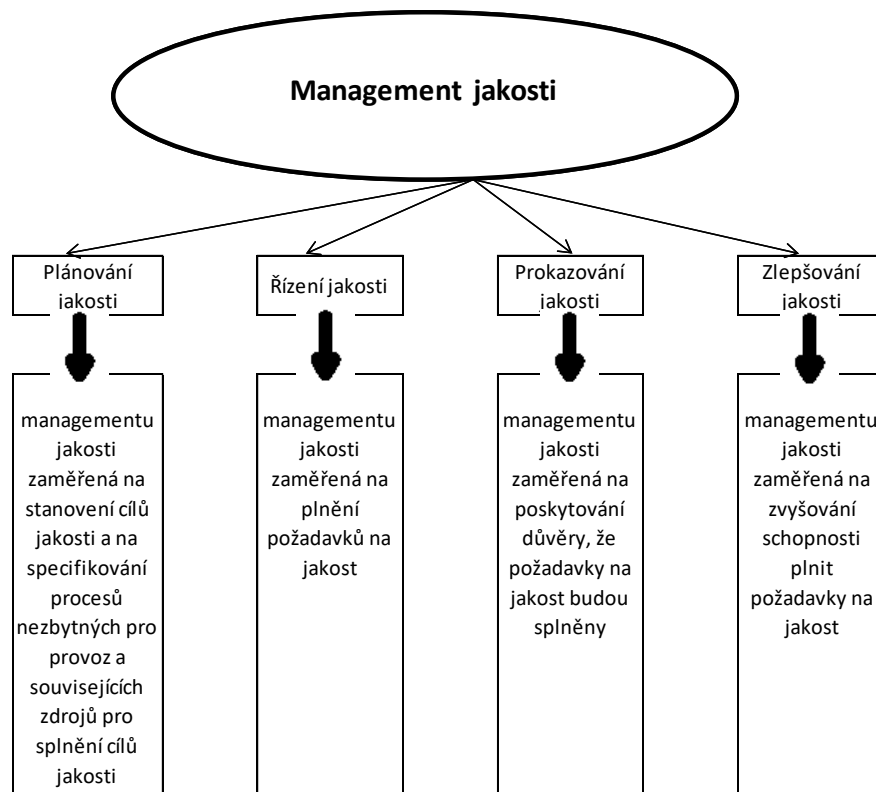 Management jakosti
Plánování
jakosti
Řízení jakosti
Prokazování
jakosti
Zlepšování
jakosti
managementu
jakosti
zaměřená na
stanovení cílů
jakosti a na
specifikování
procesů
nezbytných pro
provoz a
souvisejících
zdrojů pro
splnění cílů
jakosti
managementu
jakosti
zaměřená na
plnění
požadavků na
jakost
managementu
jakosti
zaměřená na
poskytování
důvěry, že
požadavky na
jakost budou
splněny
managementu
jakosti
zaměřená na
zvyšování
schopnosti
plnit
požadavky na
jakost